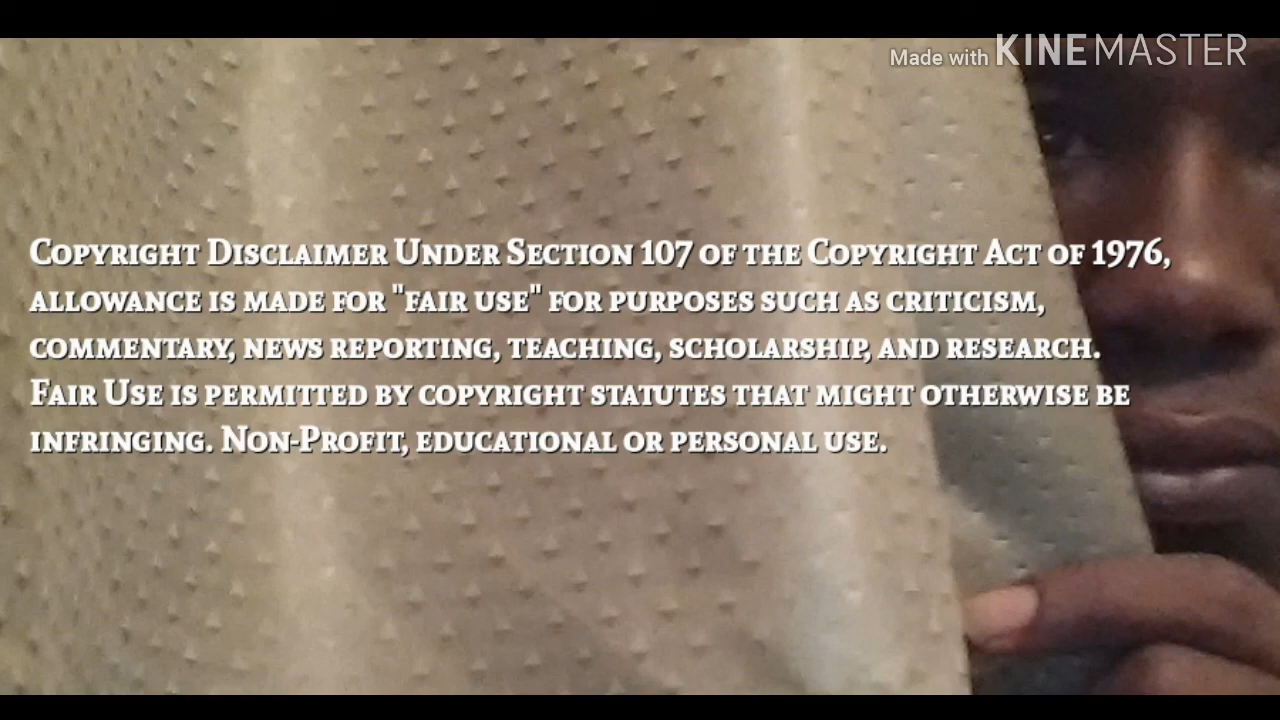 Made with KINEMASTER
Copyright Disclaimer Under Section 107 of the Copyright Act of 1976,
allowance is made for "fair use" for purposes such as criticism,
commentary, news reporting, teaching, scholarship, and research.
Fair Use is permitted by copyright statutes that might otherwise be
infringing. Non-Profit, educational or personal use.